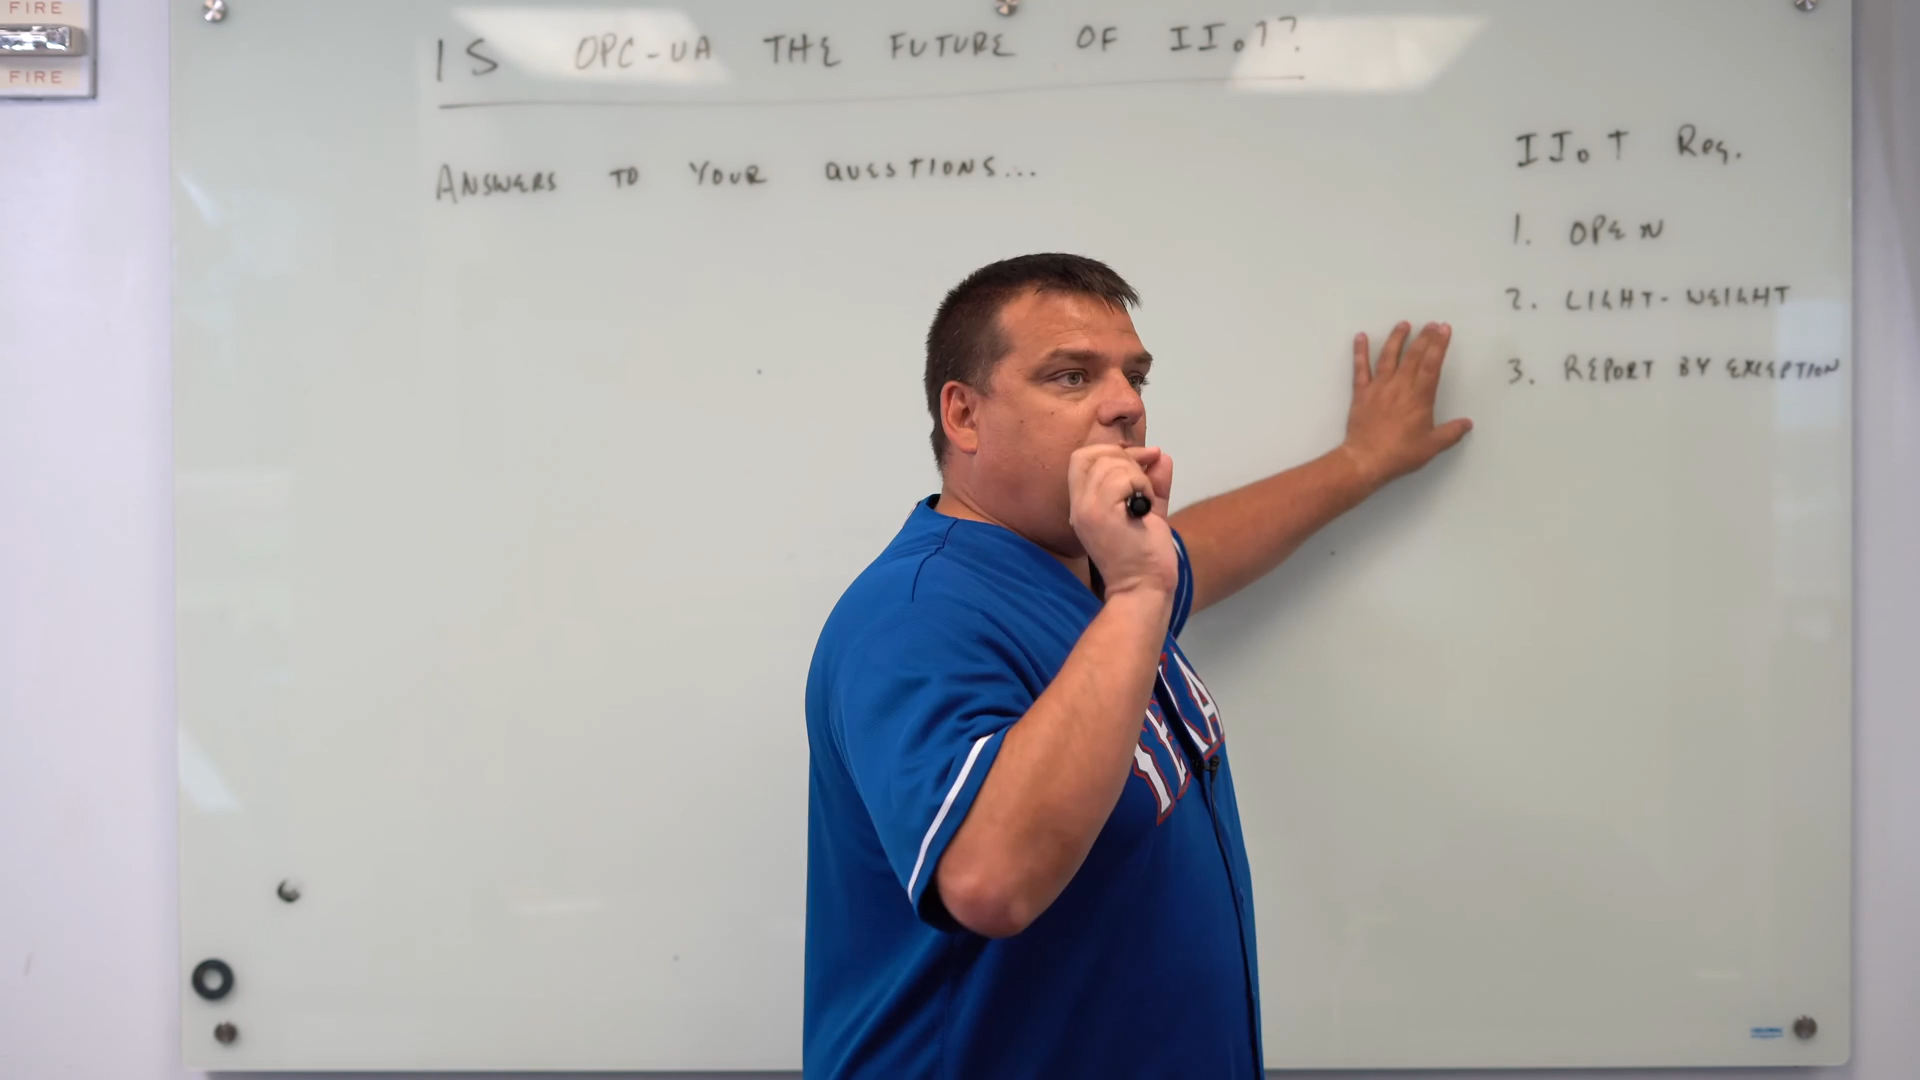 FIRE
FIRE
IS OPC-UA THE FUTURE OF IIoT?
ANSWERS TO YOUR QUESTIONS...
IIoT Req.
1. OPEN
2. LIGHT-WEIGHT
3. REPORT BY EXCEPTION
TEXA